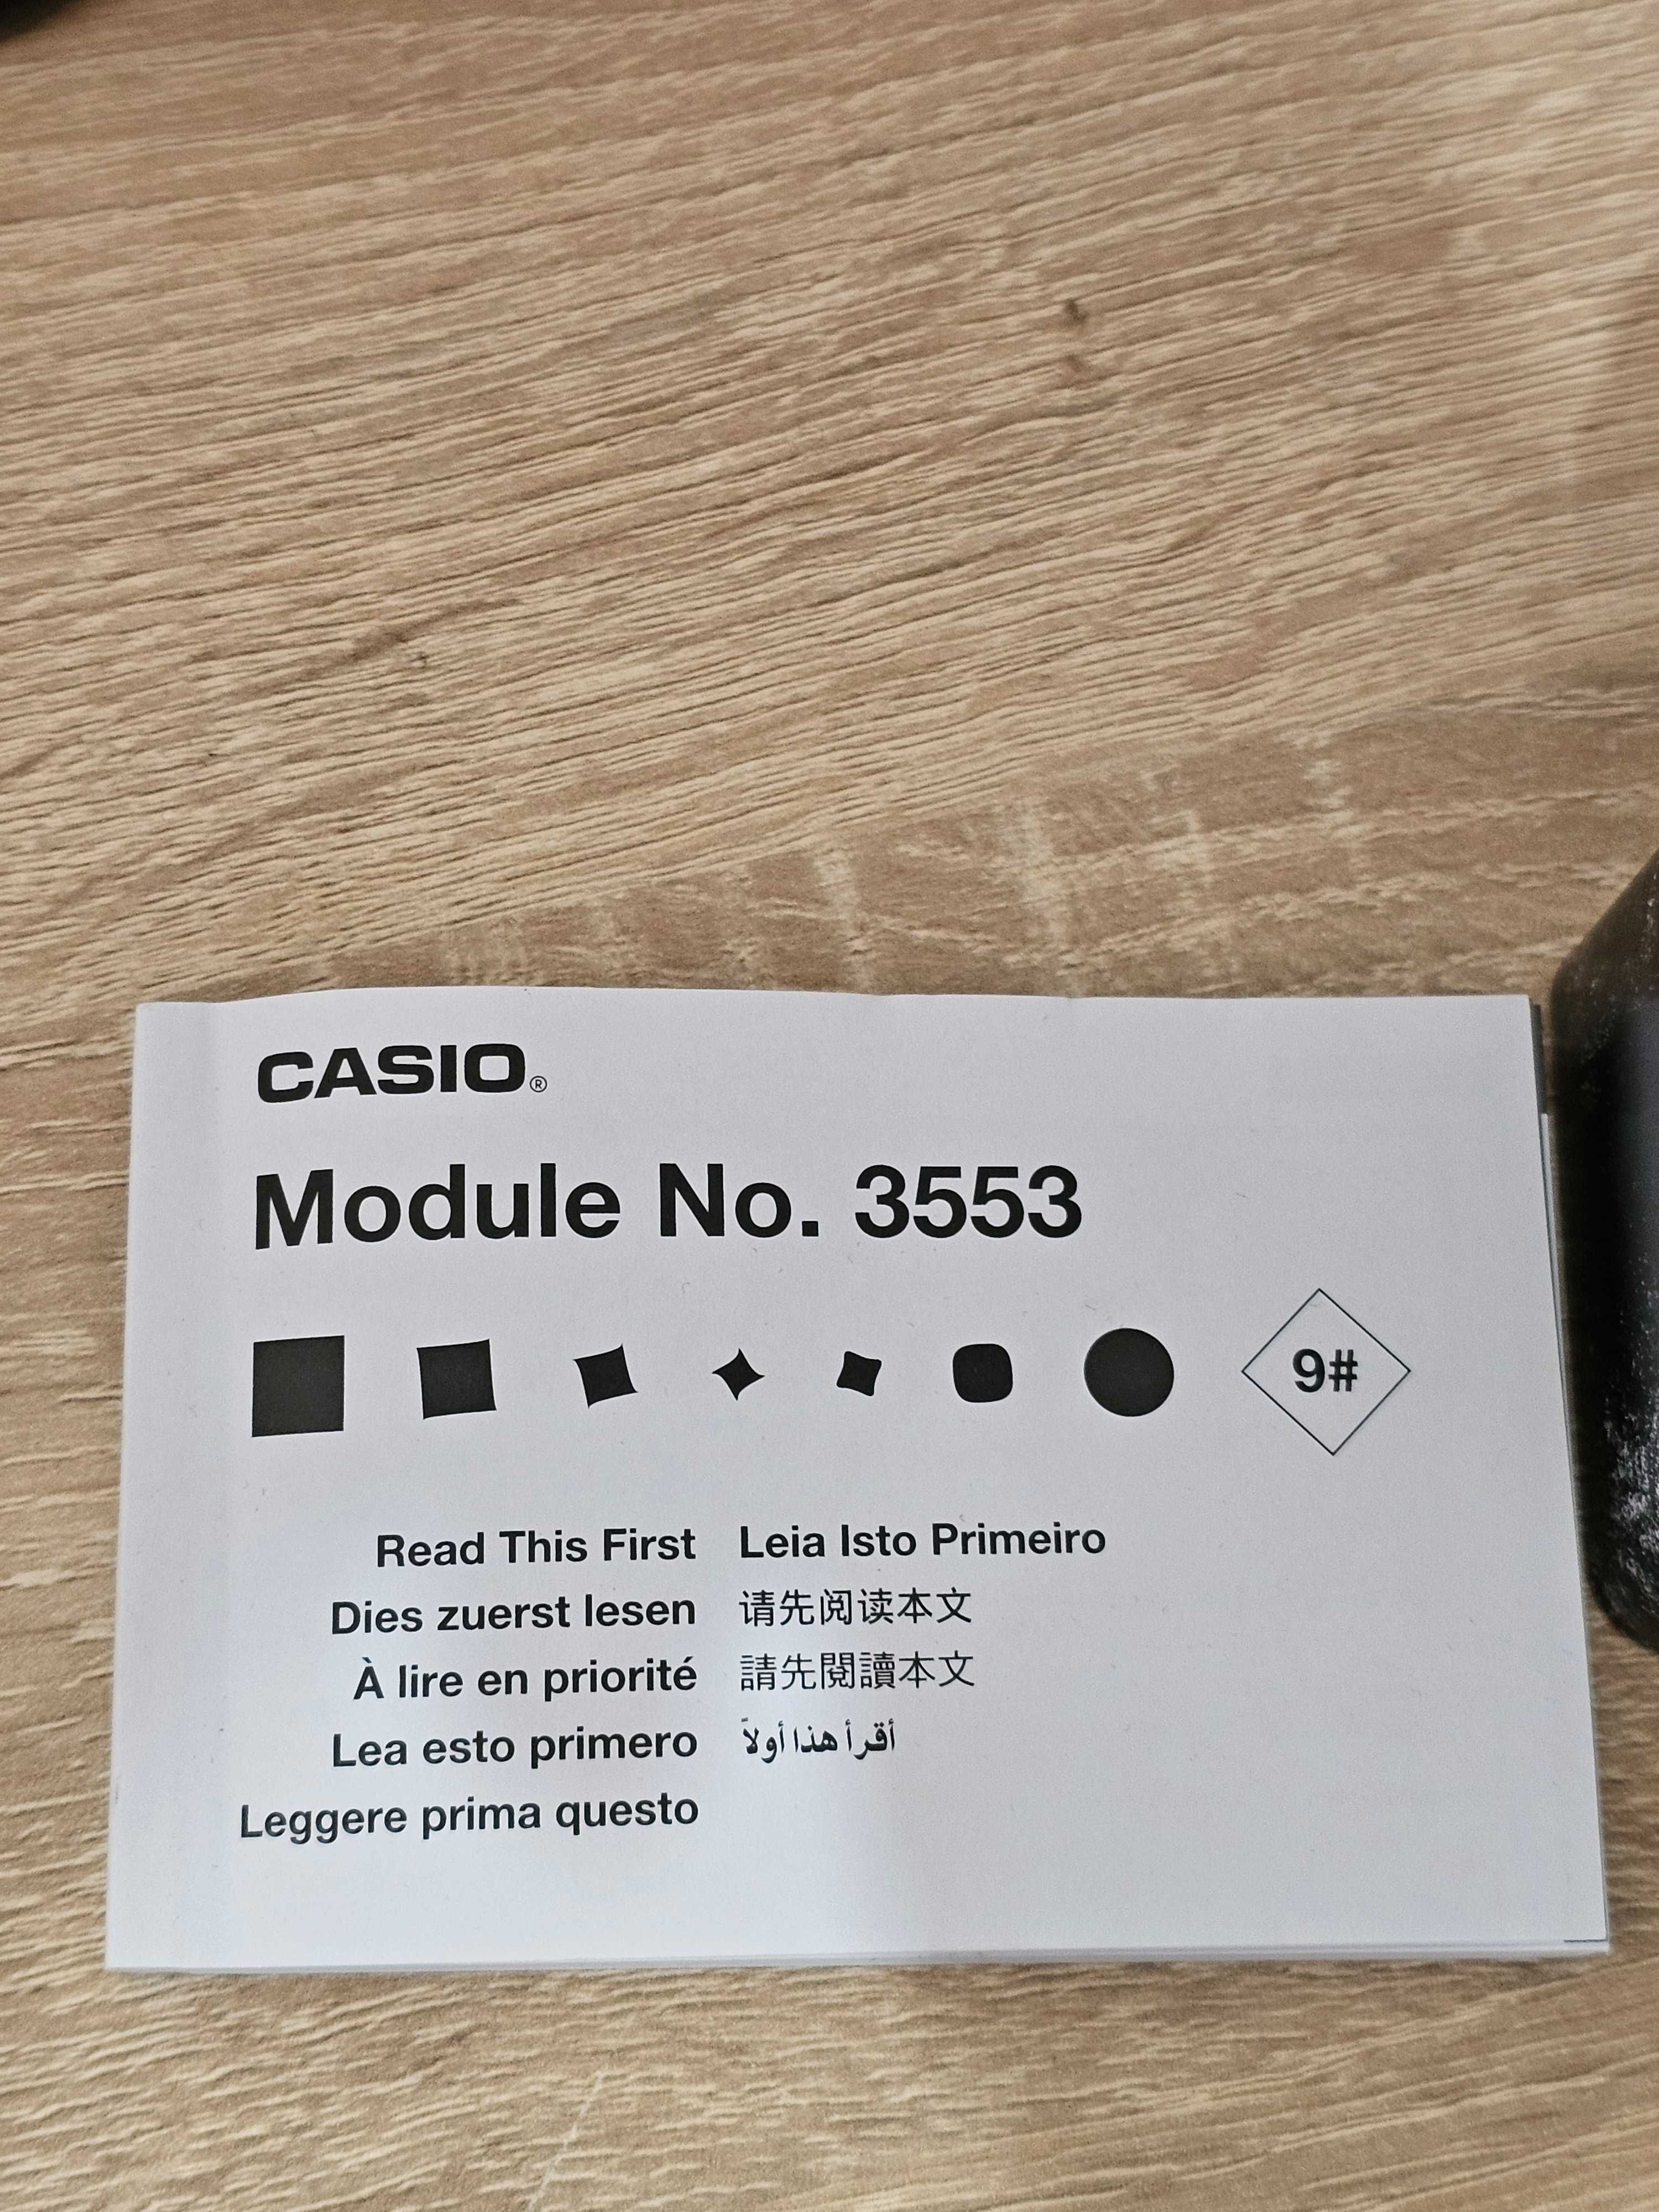 CASIO®
Module No. 3553
9#
Read This First
Dies zuerst lesen
À lire en priorité
Lea esto primero
Leggere prima questo
Leia Isto Primeiro
请先阅读本文
請先閱讀本文
أقرأ هذا أولاً